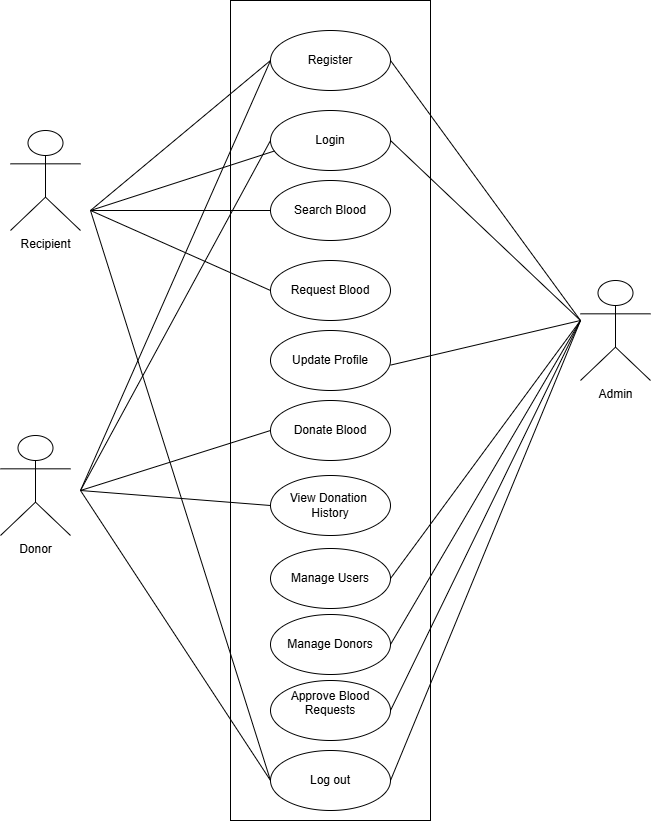 Register
Login
Recipient
Search Blood
Request Blood
Update Profile
Admin
Donate Blood
View Donation
History
Donor
Manage Users
Manage Donors
Approve Blood
Requests
Log out